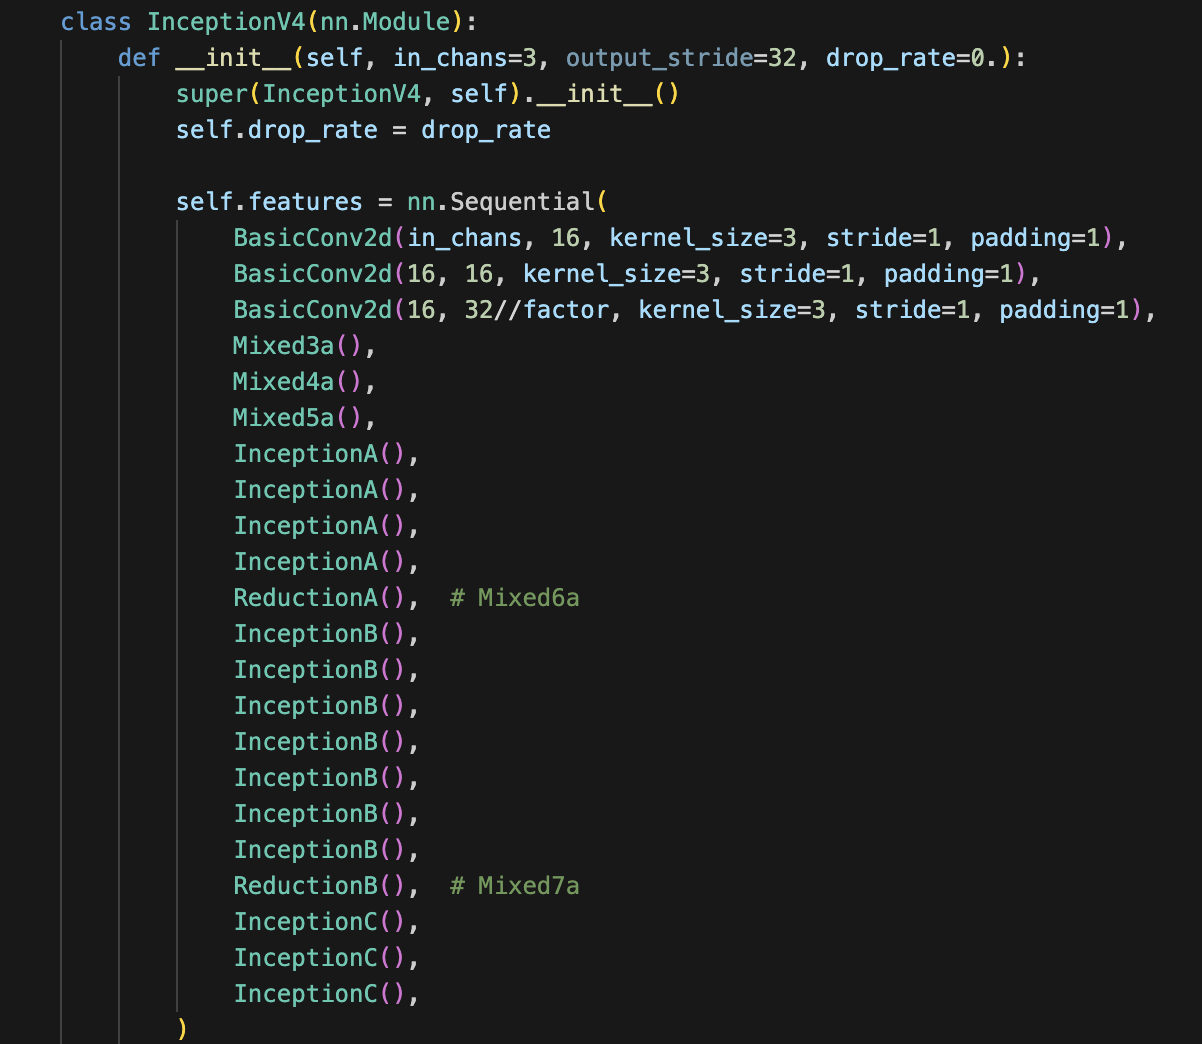 class InceptionV4(nn.Module):
    def __init__(self, in_chans=3, output_stride=32, drop_rate=0.):
        super(InceptionV4, self).__init__()
        self.drop_rate = drop_rate

        self.features = nn.Sequential(
            BasicConv2d(in_chans, 16, kernel_size=3, stride=1, padding=1),
            BasicConv2d(16, 16, kernel_size=3, stride=1, padding=1),
            BasicConv2d(16, 32//factor, kernel_size=3, stride=1, padding=1),
            Mixed3a(),
            Mixed4a(),
            Mixed5a(),
            InceptionA(),
            InceptionA(),
            InceptionA(),
            InceptionA(),
            ReductionA(),  # Mixed6a
            InceptionB(),
            InceptionB(),
            InceptionB(),
            InceptionB(),
            InceptionB(),
            InceptionB(),
            InceptionB(),
            ReductionB(),  # Mixed7a
            InceptionC(),
            InceptionC(),
            InceptionC(),
        )